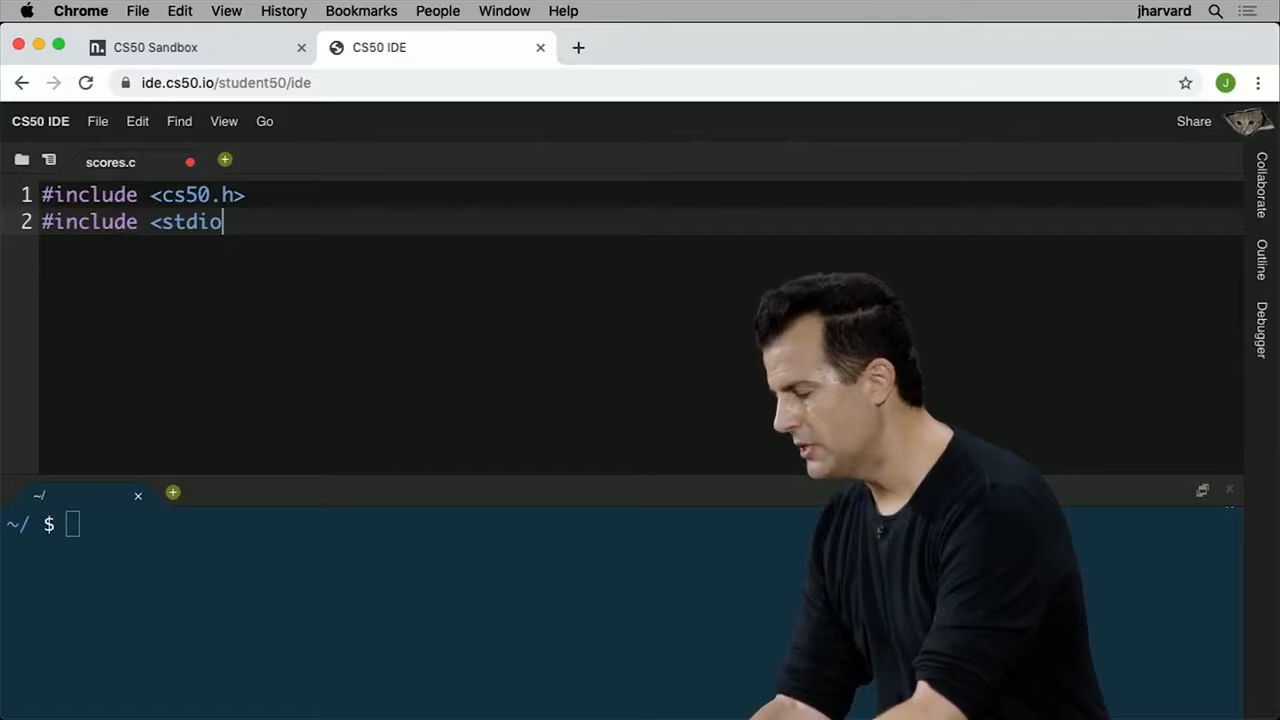 Chrome File Edit View History Bookmarks People Window Help jharvard
n. CS50 Sandbox × CS50 IDE × +
ide.cs50.io/student50/ide J
CS50 IDE File Edit Find View Go Share
scores.c
1 #include <cs50.h>
2 #include <stdio
Collaborate
Outline
Debugger
~/ ×
~/ $